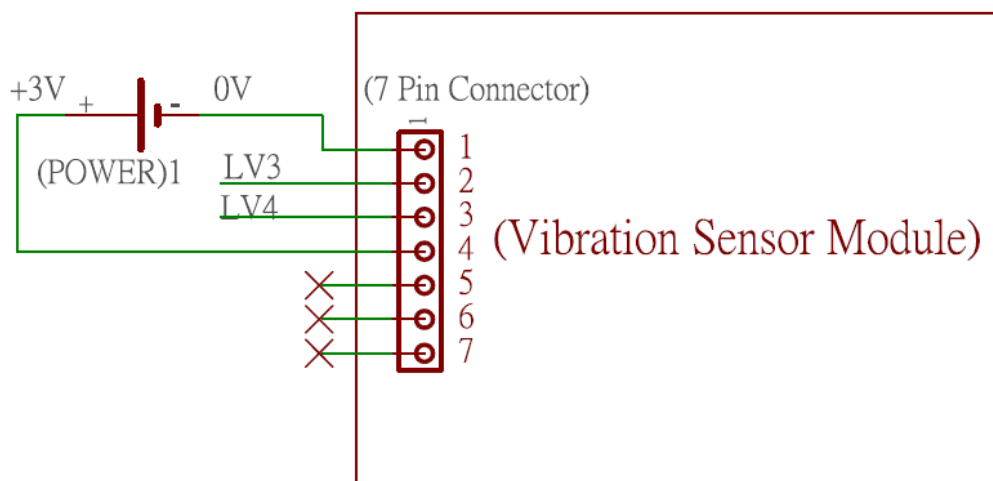 +3V
+
-
0V
(POWER)1
(7 Pin Connector)
1
1
LV3
2
LV4
3
4
5
6
7
(Vibration Sensor Module)